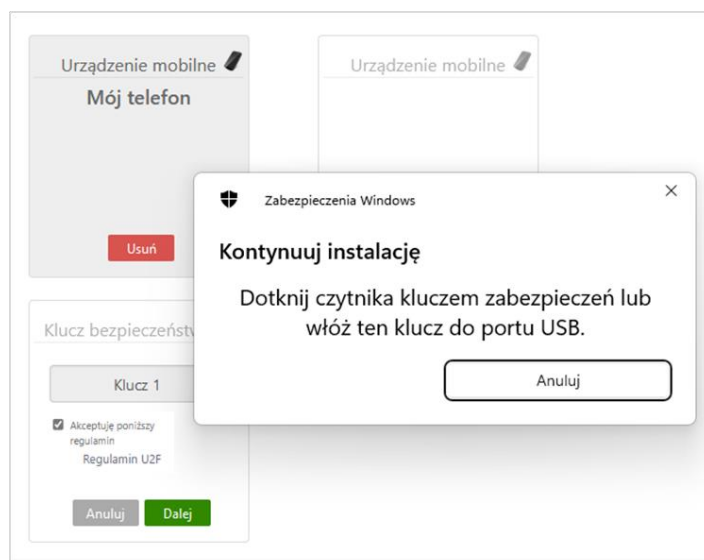 Urządzenie mobilne
Mój telefon
Usuń
Urządzenie mobilne
Zabezpieczenia Windows
Kontynuuj instalację
Dotknij czytnika kluczem zabezpieczeń lub
włóż ten klucz do portu USB.
Anuluj
Klucz bezpieczeństw
Klucz 1
Akceptuję poniższy
regulamin
Regulamin U2F
Anuluj
Dalej